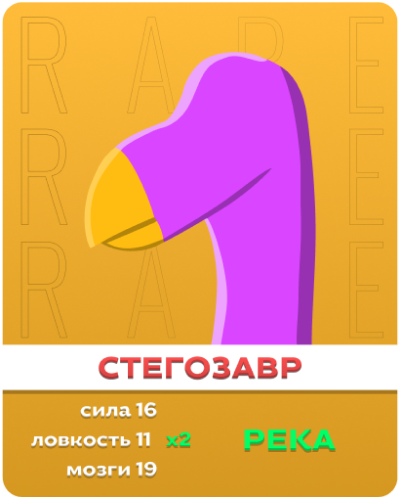 RARE
RARE
RARE
СТЕГОЗАВР
сила 16
ловкость 11 x2
мозги 19
РЕКА